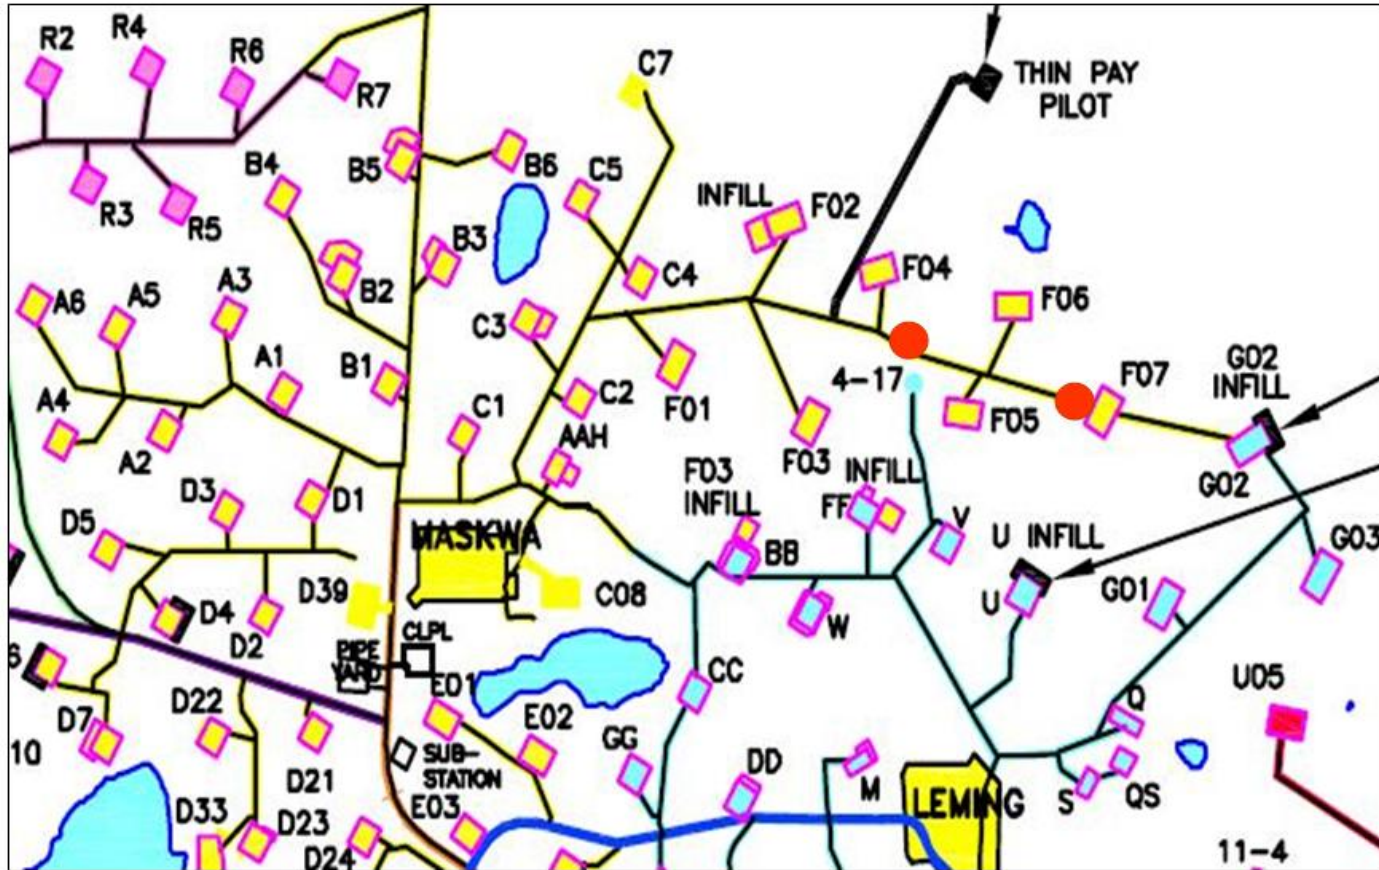 R2
R4
R6
R7
C7
THIN PAY
PILOT
B4
B5
B6
C5
R3
R5
INFILL
F02
B3
C4
F04
B2
A6
A5
A3
F06
C3
A1
B1
C2
4-17
F07
G02
INFILL
A4
C1
F01
F05
A2
AAH
F03
F03
INFILL
INFILL
G02
D3
D1
FF
D5
V
U INFILL
G03
MASKWA
BB
D39
C08
U
G01
D4
D2
W
CLPL
PIPE
YARD
6
CC
U05
E01
Q
D7
D22
E02
10
GG
SUB-
STATION
DD
D21
M
S
QS
LEMING
D33
D23
E03
D24
11-4